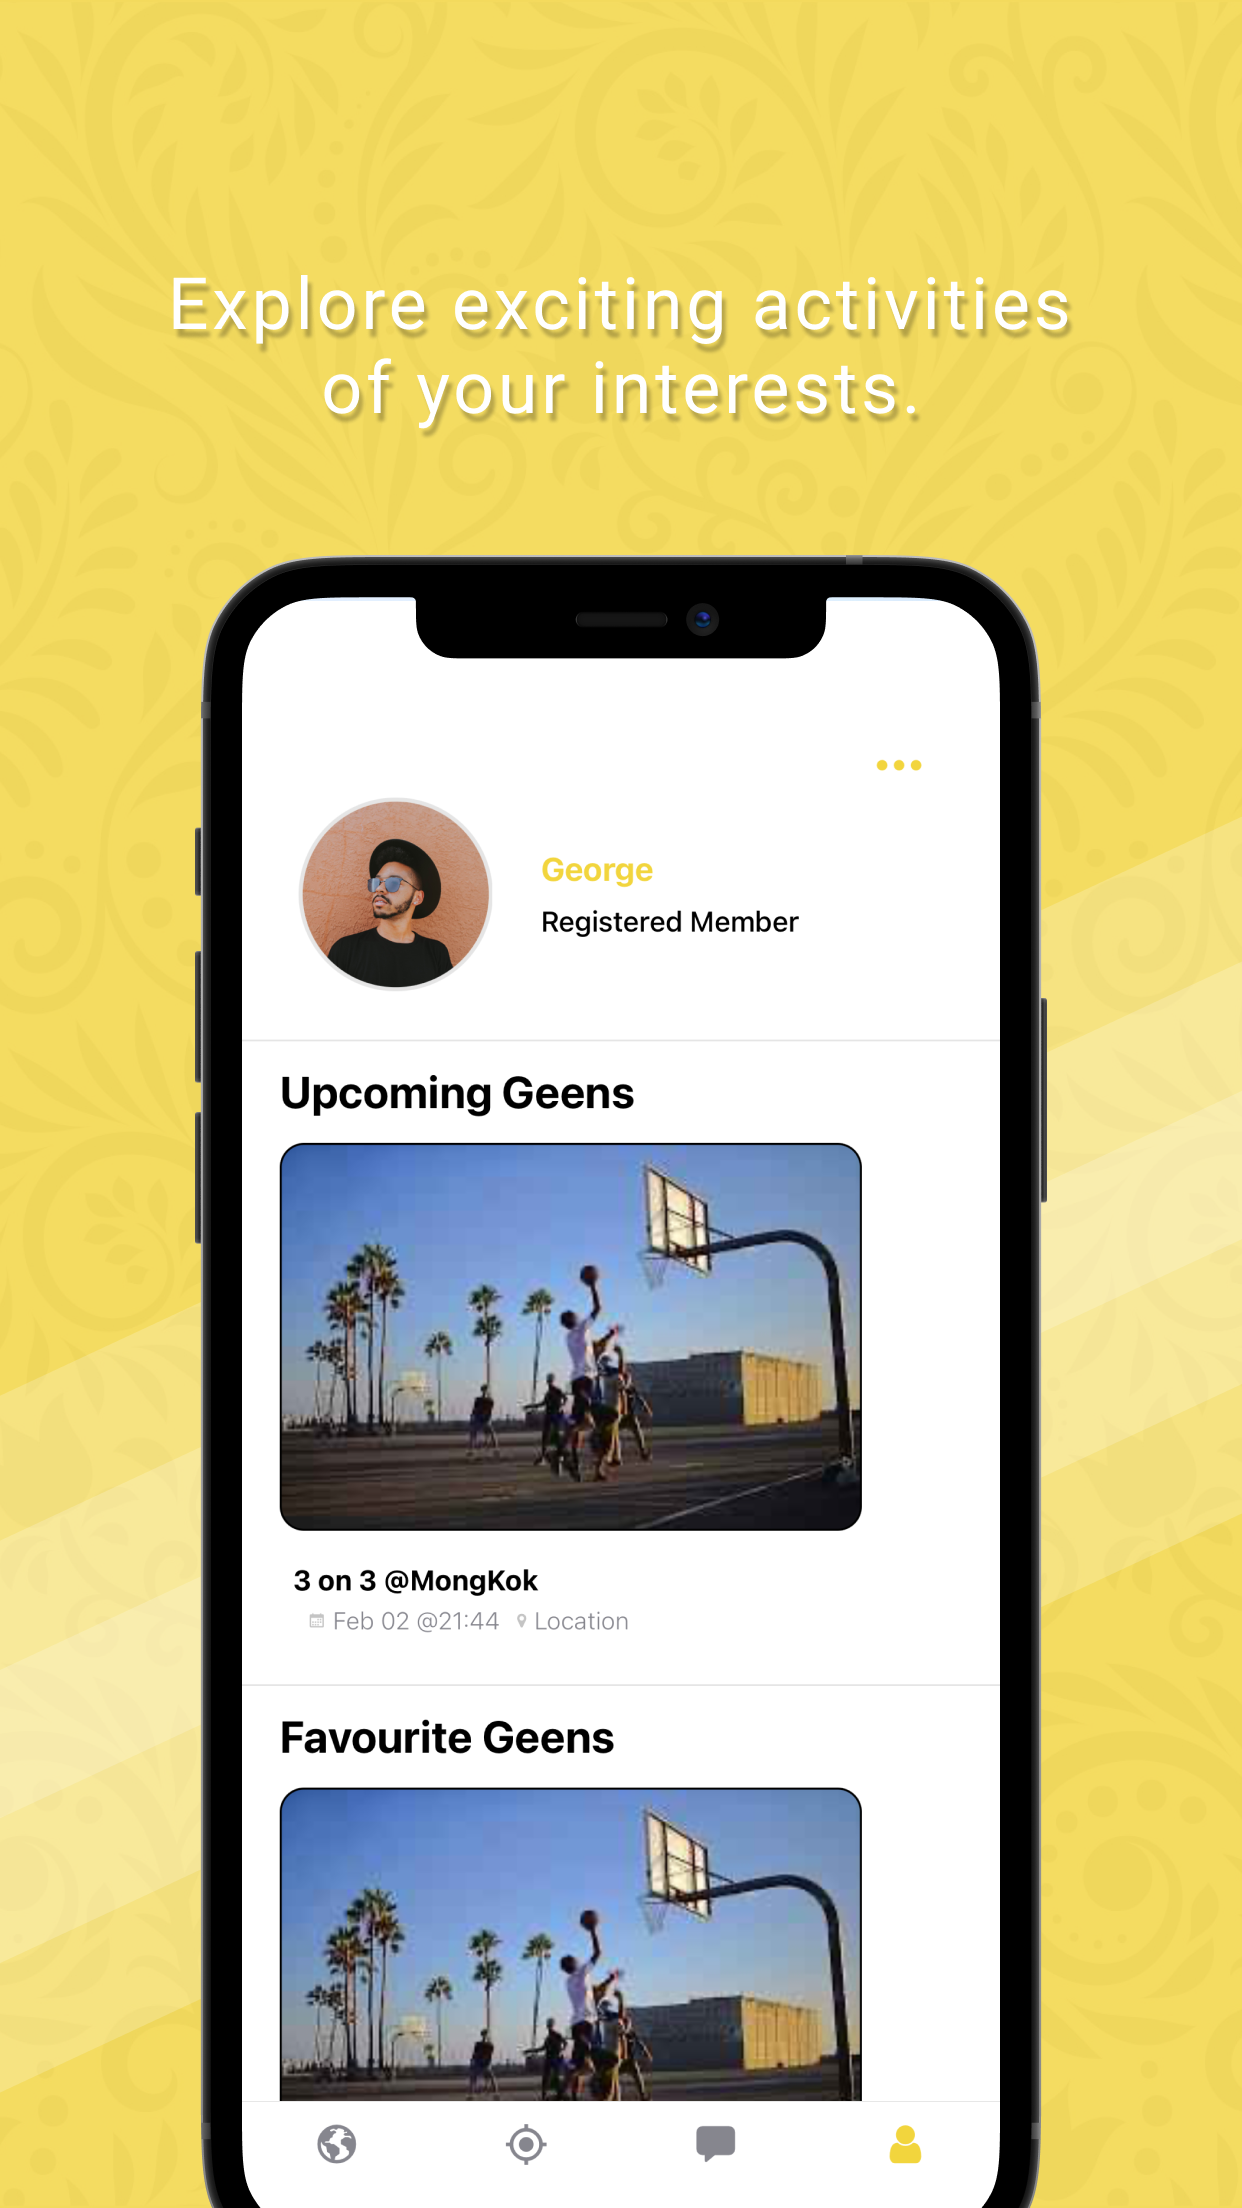 Explore exciting activities
of your interests.
George
Registered Member
Upcoming Geens
3 on 3 @MongKok
Feb 02 @21:44 Location
Favourite Geens